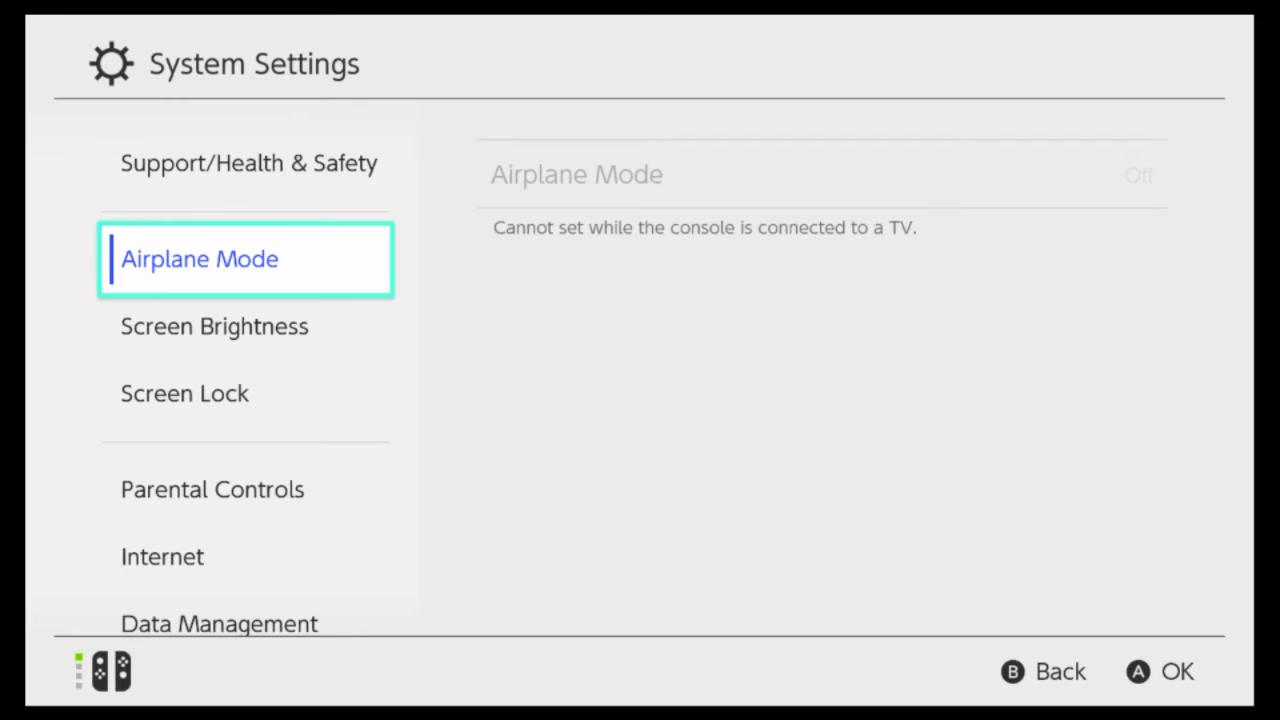 System Settings
Support/Health & Safety
Airplane Mode
Screen Brightness
Screen Lock
Parental Controls
Internet
Data Management
Airplane Mode Off
Cannot set while the console is connected to a TV.
B Back A OK